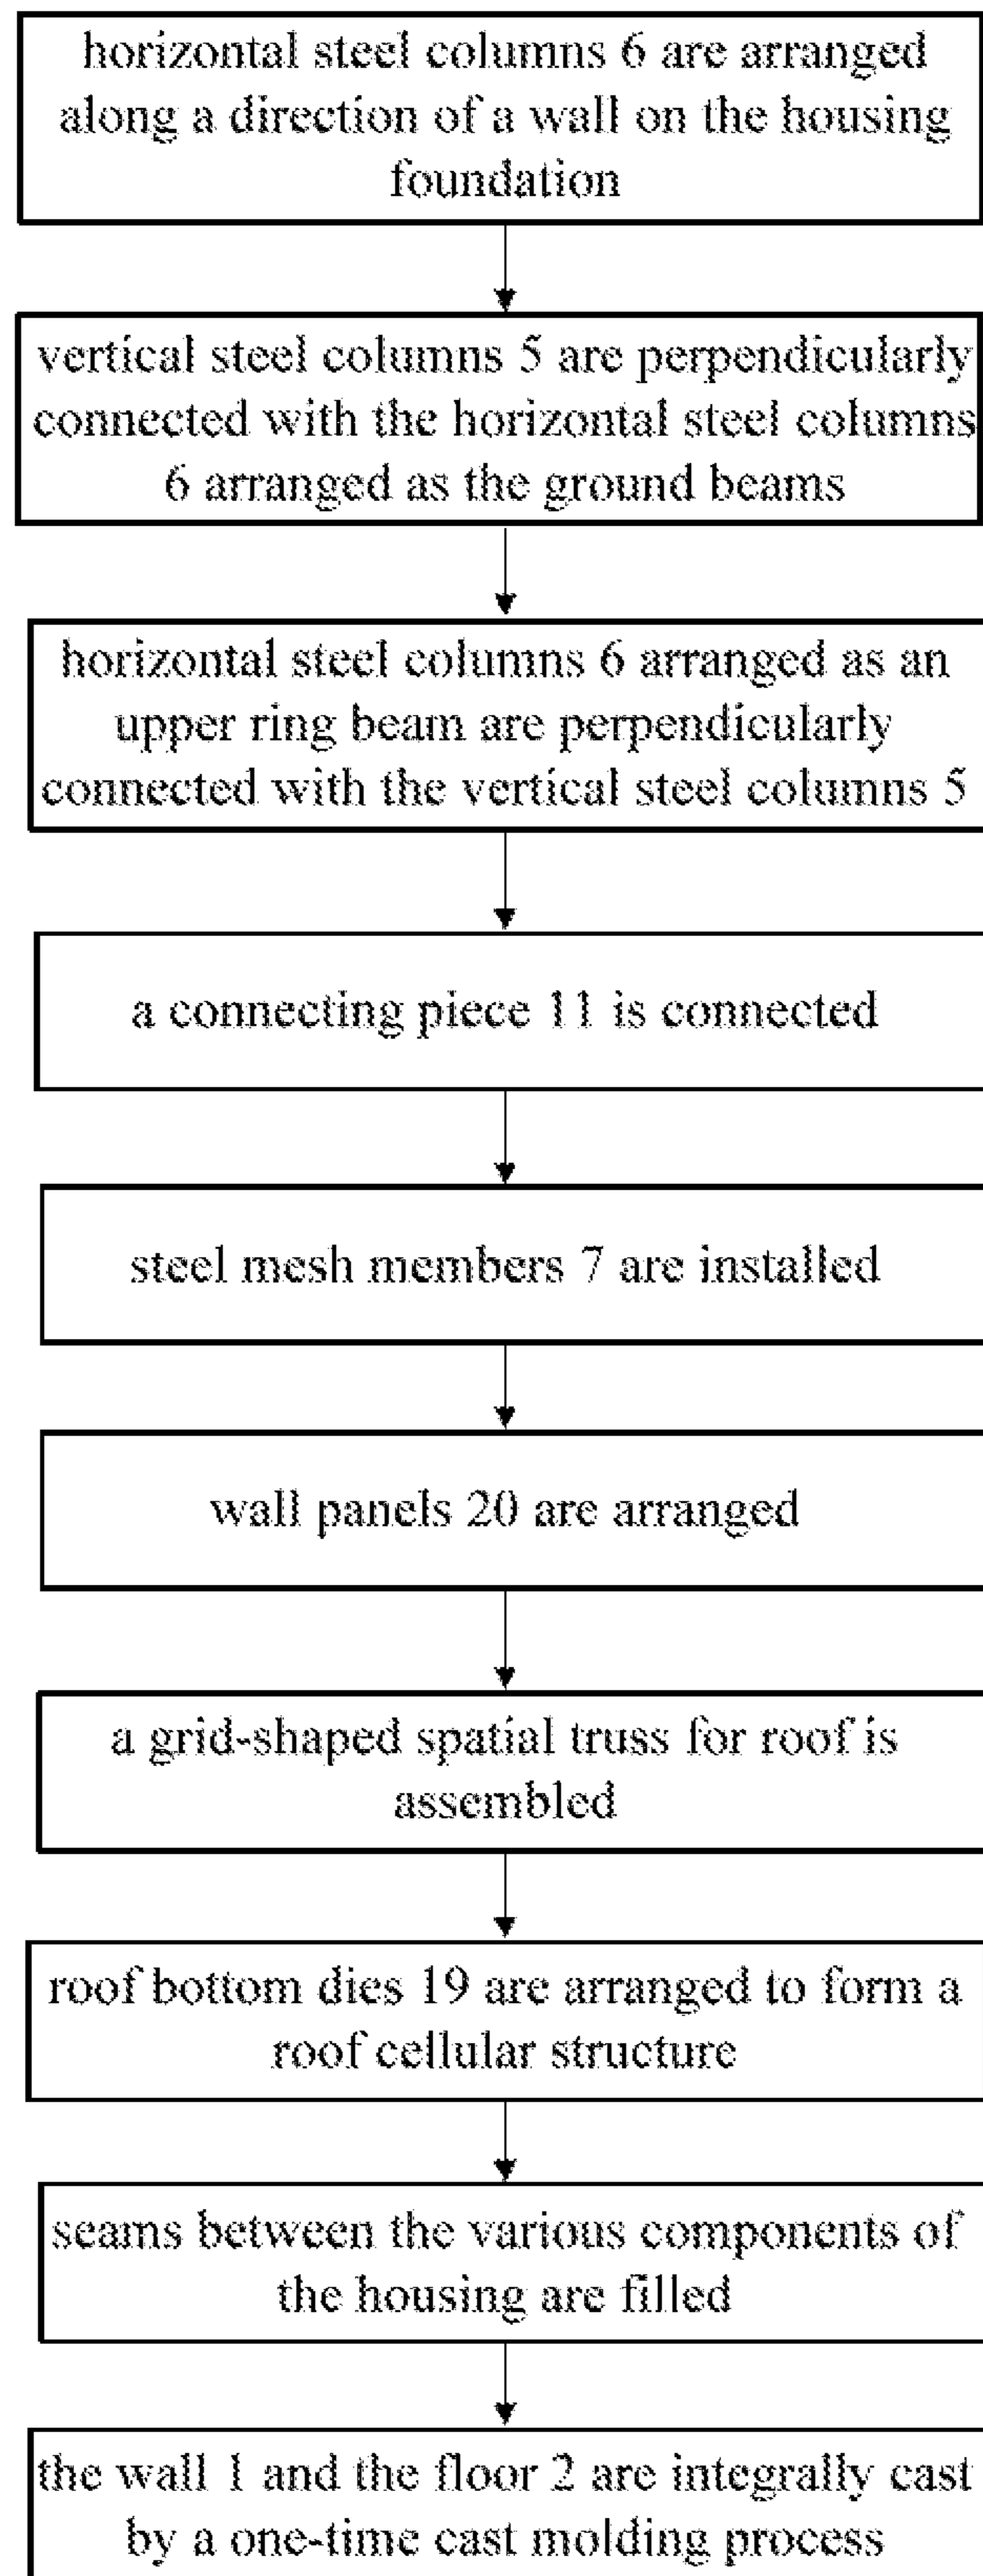 horizontal steel columns 6 are arranged
along a direction of a wall on the housing
foundation
vertical steel columns 5 are perpendicularly
connected with the horizontal steel columns
6 arranged as the ground beams
horizontal steel columns 6 arranged as an
upper ring beam are perpendicularly
connected with the vertical steel columns 5
a connecting piece 11 is connected
steel mesh members 7 are installed
wall panels 20 are arranged
a grid-shaped spatial truss for roof is
assembled
roof bottom dies 19 are arranged to form a
roof cellular structure
seams between the various components of
the housing are filled
the wall 1 and the floor 2 are integrally cast
by a one-time cast molding process